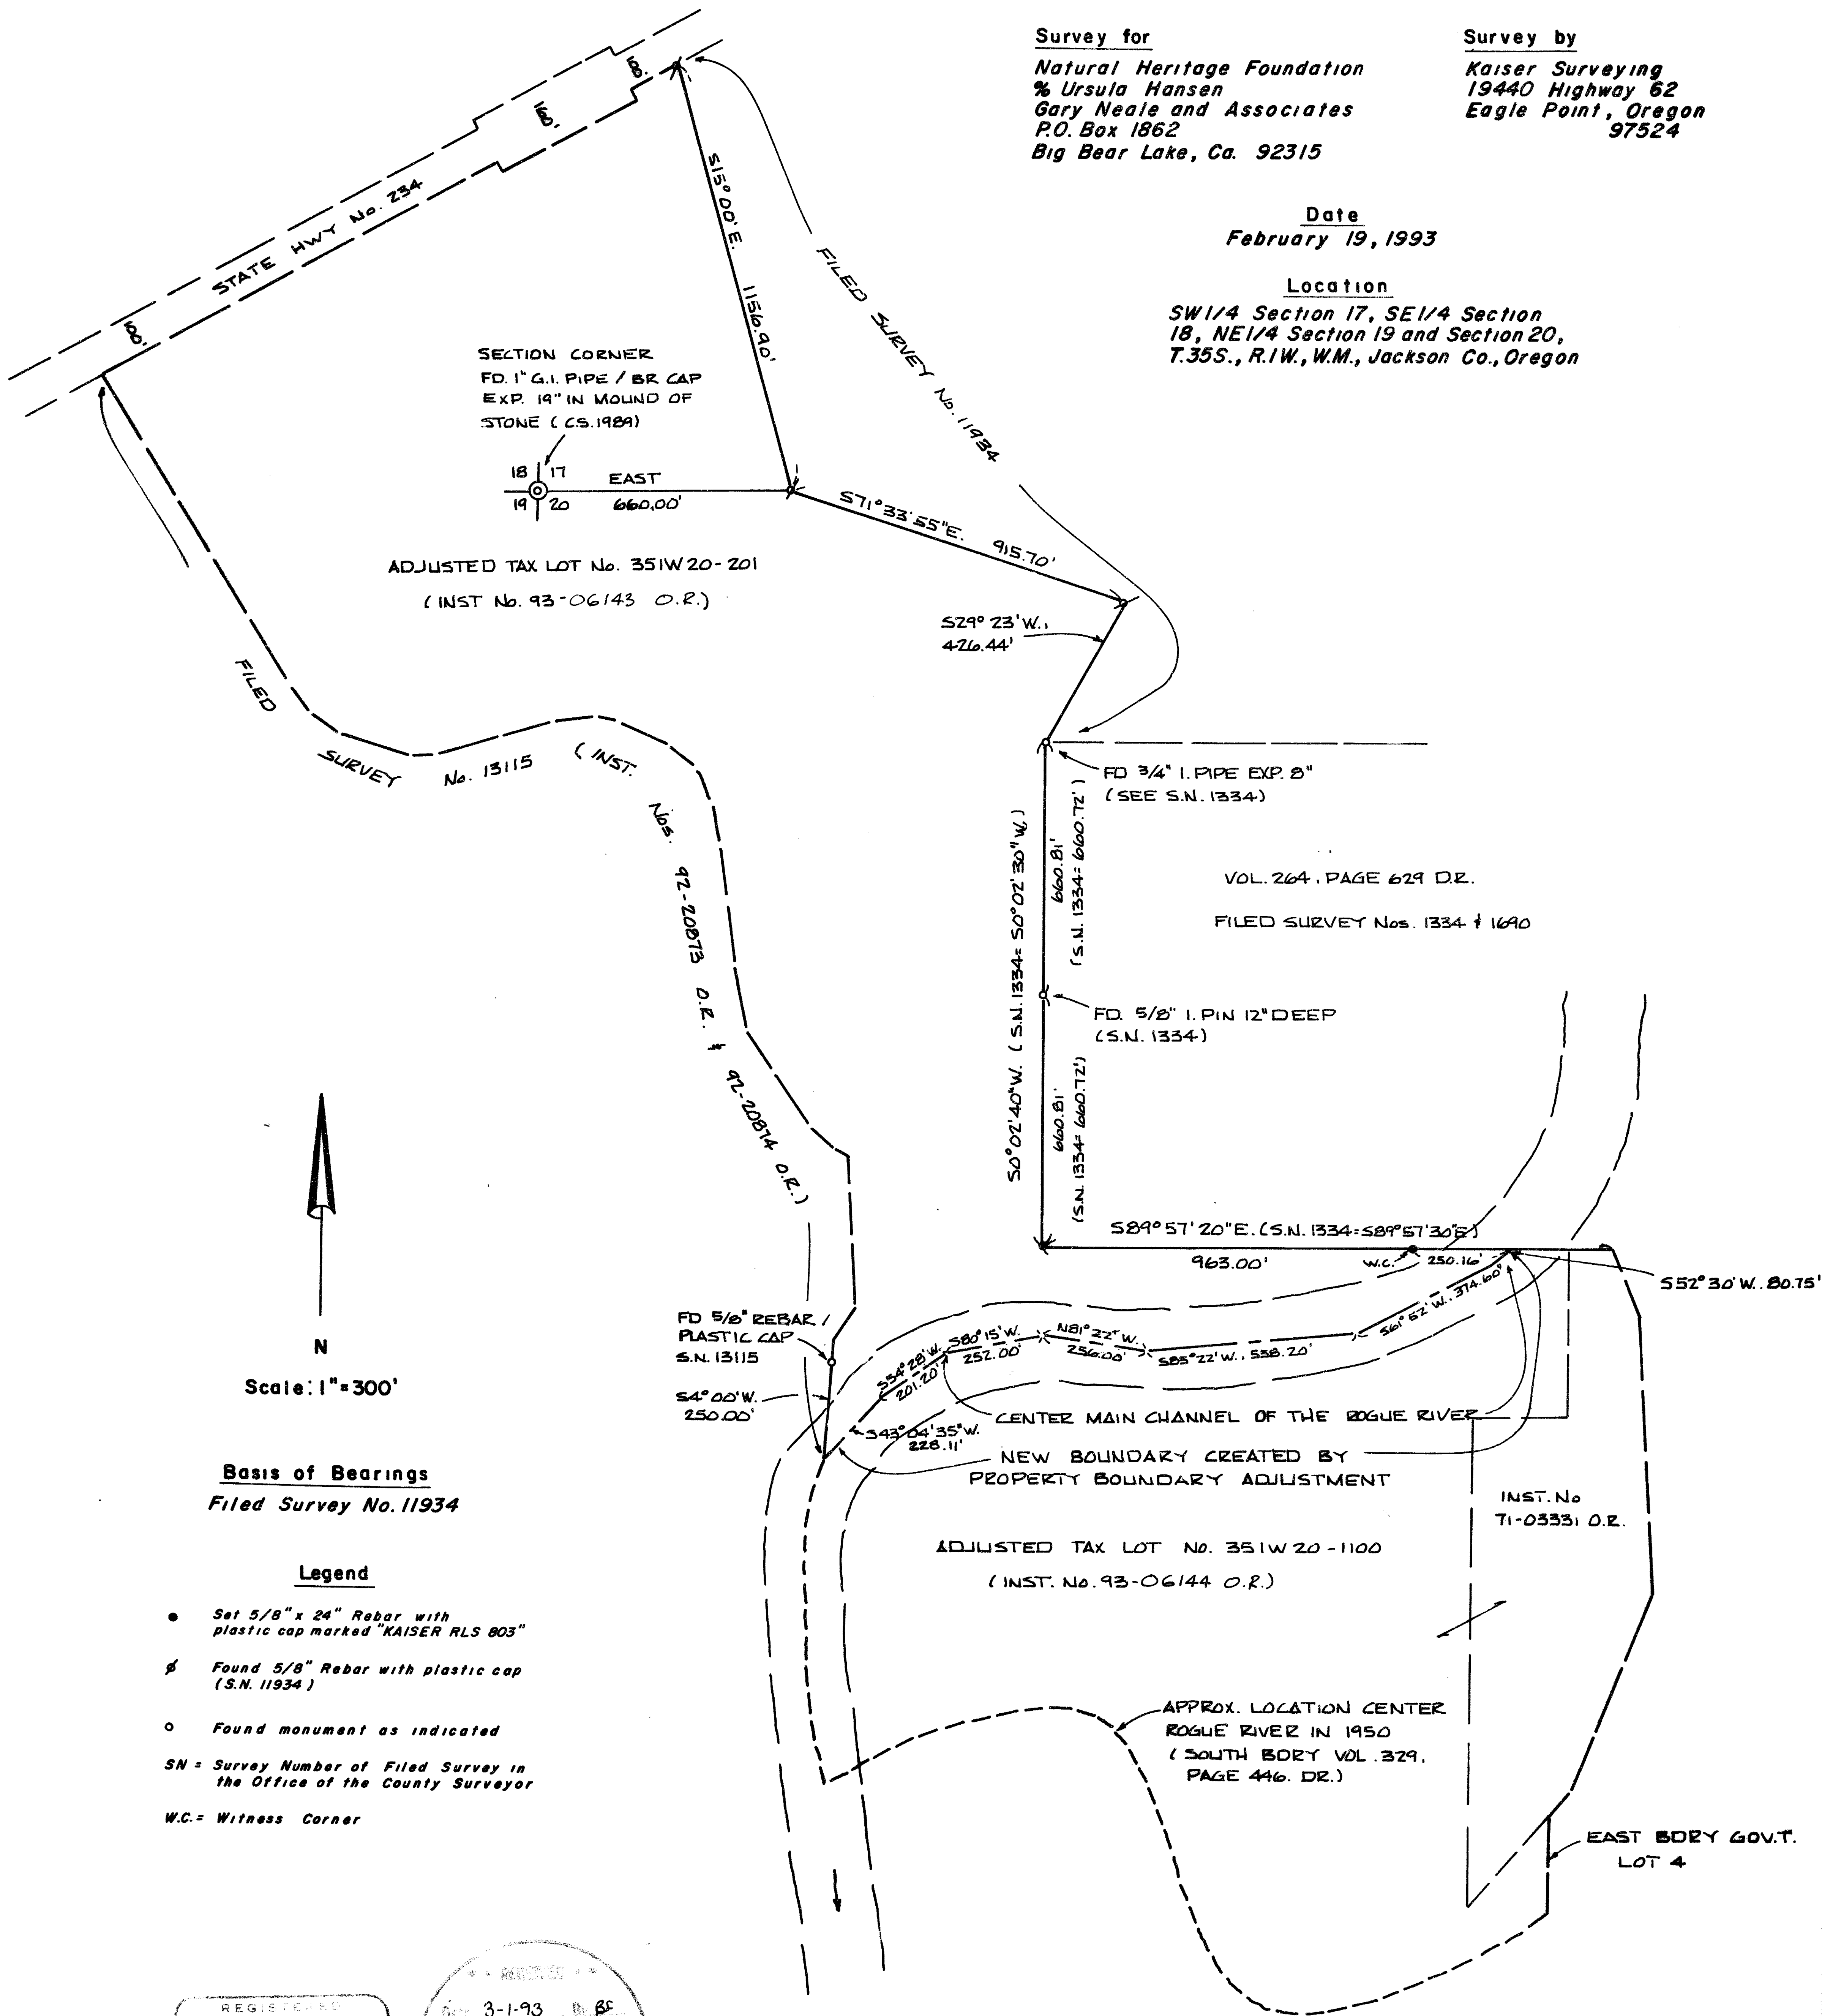 Survey for
Natural Heritage Foundation
% Ursula Hansen
Gary Neale and Associates
P.O. Box 1862
Big Bear Lake, Ca. 92315
Survey by
Kaiser Surveying
19440 Highway 62
Eagle Point, Oregon
97524
Date
February 19, 1993
Location
SW1/4 Section 17, SE1/4 Section
18, NE1/4 Section 19 and Section 20,
T.35S., R.1W., W.M., Jackson Co., Oregon
100.'
160.'
STATE HWY No. 234
100.'
S15°00'E. 1156.90'
FILED SURVEY No. 11934
SECTION CORNER
FD. 1" G.I. PIPE / BR CAP
EXP. 19" IN MOUND OF
STONE (C.S. 1989)
18 17
19 20
EAST
660.00'
S71°33'55"E. 915.70'
ADJUSTED TAX LOT No. 351W20-201
(INST No. 93-06143 O.R.)
S29°23'W.,
426.44'
FILED
SURVEY No. 13115 (INST.
Nos. 92-20873 O.R. & 92-20874 O.R.)
FD 3/4" I. PIPE EXP. 8"
(SEE S.N. 1334)
S0°02'40"W. (S.N. 1334= S0°02'30"W.)
660.81'
(S.N. 1334= 660.72')
VOL. 264, PAGE 629 D.R.
FILED SURVEY Nos. 1334 & 1690
FD. 5/8" I. PIN 12" DEEP
(S.N. 1334)
660.81'
(S.N. 1334= 660.72')
S89°57'20"E. (S.N. 1334=S89°57'30"E)
963.00'
W.C.
250.16'
S52°30'W. 80.75'
N
Scale: 1"=300'
FD 5/8" REBAR /
PLASTIC CAP
S.N. 13115
S4°00'W.
250.00'
S54°28'W.
201.20'
S80°15'W.
252.00'
N81°22'W.
256.00'
S85°22'W., 538.20'
S61°52'W., 374.60'
S43°04'35"W.
228.11'
CENTER MAIN CHANNEL OF THE ROGUE RIVER
NEW BOUNDARY CREATED BY
PROPERTY BOUNDARY ADJUSTMENT
Basis of Bearings
Filed Survey No. 11934
INST. No
71-03331 O.R.
ADJUSTED TAX LOT No. 351W20-1100
(INST. No. 93-06144 O.R.)
Legend
Set 5/8" x 24" Rebar with
plastic cap marked "KAISER RLS 803"
Found 5/8" Rebar with plastic cap
(S.N. 11934)
Found monument as indicated
SN = Survey Number of Filed Survey in
the Office of the County Surveyor
W.C. = Witness Corner
APPROX. LOCATION CENTER
ROGUE RIVER IN 1950
(SOUTH BDRY VOL. 329,
PAGE 446. DR.)
EAST BDRY GOV.T.
LOT 4
REGISTERED
3-1-93